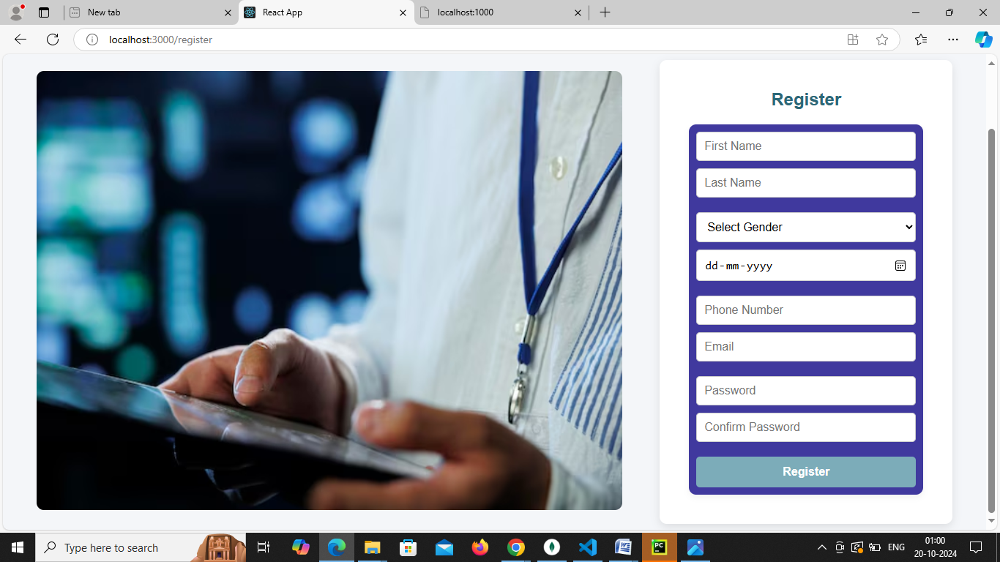 New tab
React App
localhost:1000
localhost:3000/register
Register
First Name
Last Name
Select Gender
dd-mm-yyyy
Phone Number
Email
Password
Confirm Password
Register
Type here to search
PC
ENG
01:00
20-10-2024